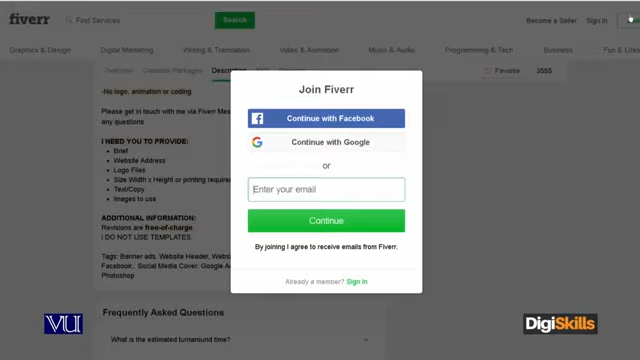 fiverr
Find Services
Search
Become a Seller
Sign in
Graphics & Design
Digital Marketing
Writing & Translation
Video & Animation
Music & Audio
Programming & Tech
Business
Fun & Lifes
Overview
Packages
Description
Favorite
3555
-No logo, animation or coding
Please get in touch with me via Fiverr Mes
any questions
I NEED YOU TO PROVIDE:
Brief
Website Address
Logo Files
Size Width x Height or printing required
Text/Copy
Images to use
ADDITIONAL INFORMATION:
Revisions are free-of-charge.
I DO NOT USE TEMPLATES.
Tags: Banner ads, Website Header, Webs
Facebook, Social Media Cover, Google A
Photoshop
Join Fiverr
Continue with Facebook
Continue with Google
or
Enter your email
Continue
By joining I agree to receive emails from Fiverr.
Already a member? Sign In
Frequently Asked Questions
What is the estimated turnaround time?
VU
DigiSkills